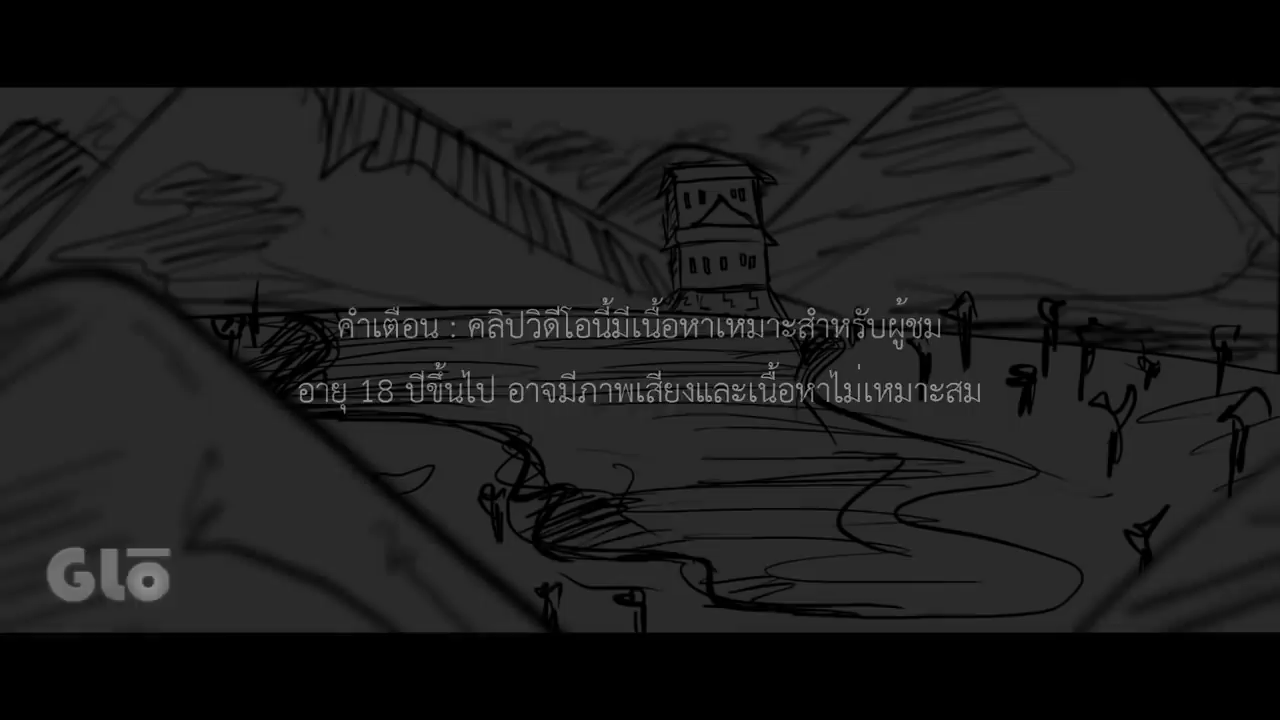 คำเตือน : คลิปวิดีโอนี้มีเนื้อหาเหมาะสำหรับผู้ชม
อายุ 18 ปีขึ้นไป อาจมีภาพเสียงและเนื้อหาไม่เหมาะสม
GLō